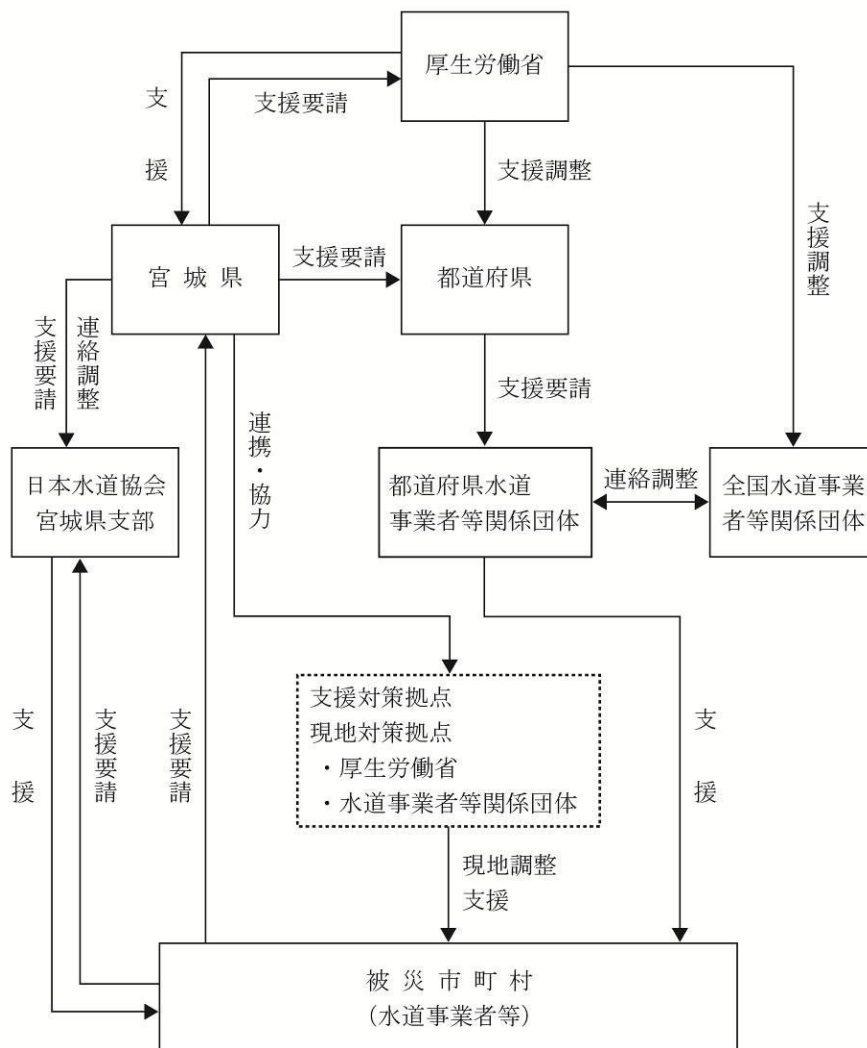 厚生労働省
支援
支援要請
支援調整
支援調整
宮城県
支援要請
都道府県
支援要請
連絡調整
支援要請
連携・協力
日本水道協会
宮城県支部
都道府県水道
事業者等関係団体
連絡調整
全国水道事業
者等関係団体
支援対策拠点
現地対策拠点
・厚生労働省
・水道事業者等関係団体
支援
支援要請
支援要請
支援
現地調整
支援
被災市町村
（水道事業者等）